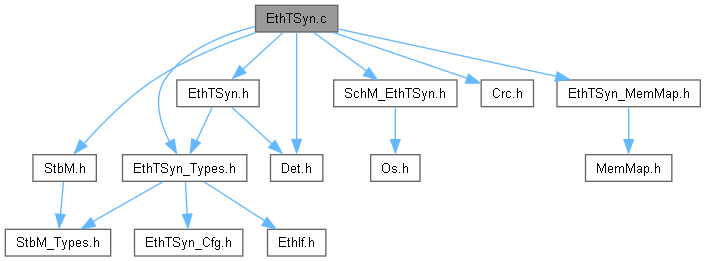 EthTSyn.c
EthTSyn.h
SchM_EthTSyn.h
Crc.h
EthTSyn_MemMap.h
StbM.h
EthTSyn_Types.h
Det.h
Os.h
MemMap.h
StbM_Types.h
EthTSyn_Cfg.h
EthIf.h